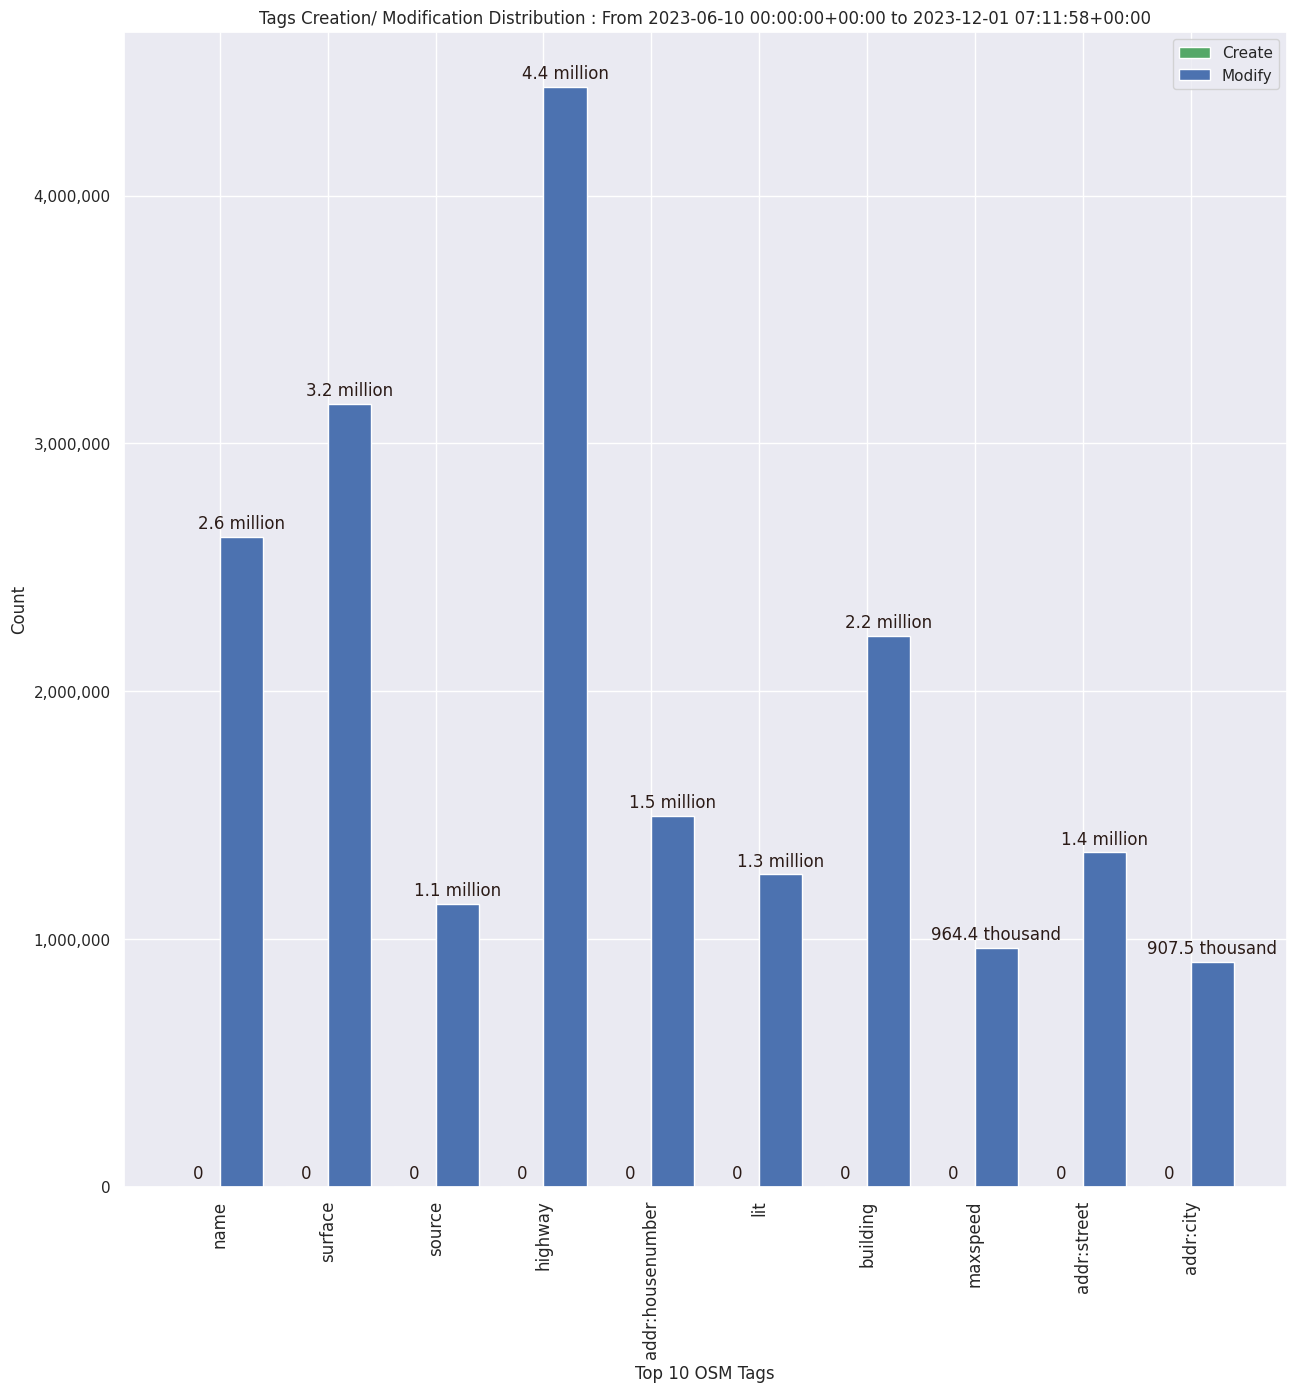 Tags Creation/ Modification Distribution : From 2023-06-10 00:00:00+00:00 to 2023-12-01 07:11:58+00:00
Create
Modify
4.4 million
4,000,000
3.2 million
3,000,000
2.6 million
2.2 million
Count
2,000,000
1.5 million
1.4 million
1.3 million
1.1 million
964.4 thousand
907.5 thousand
1,000,000
0
0
0
0
0
0
0
0
0
0
0
name
surface
source
highway
addr:housenumber
lit
building
maxspeed
addr:street
addr:city
Top 10 OSM Tags